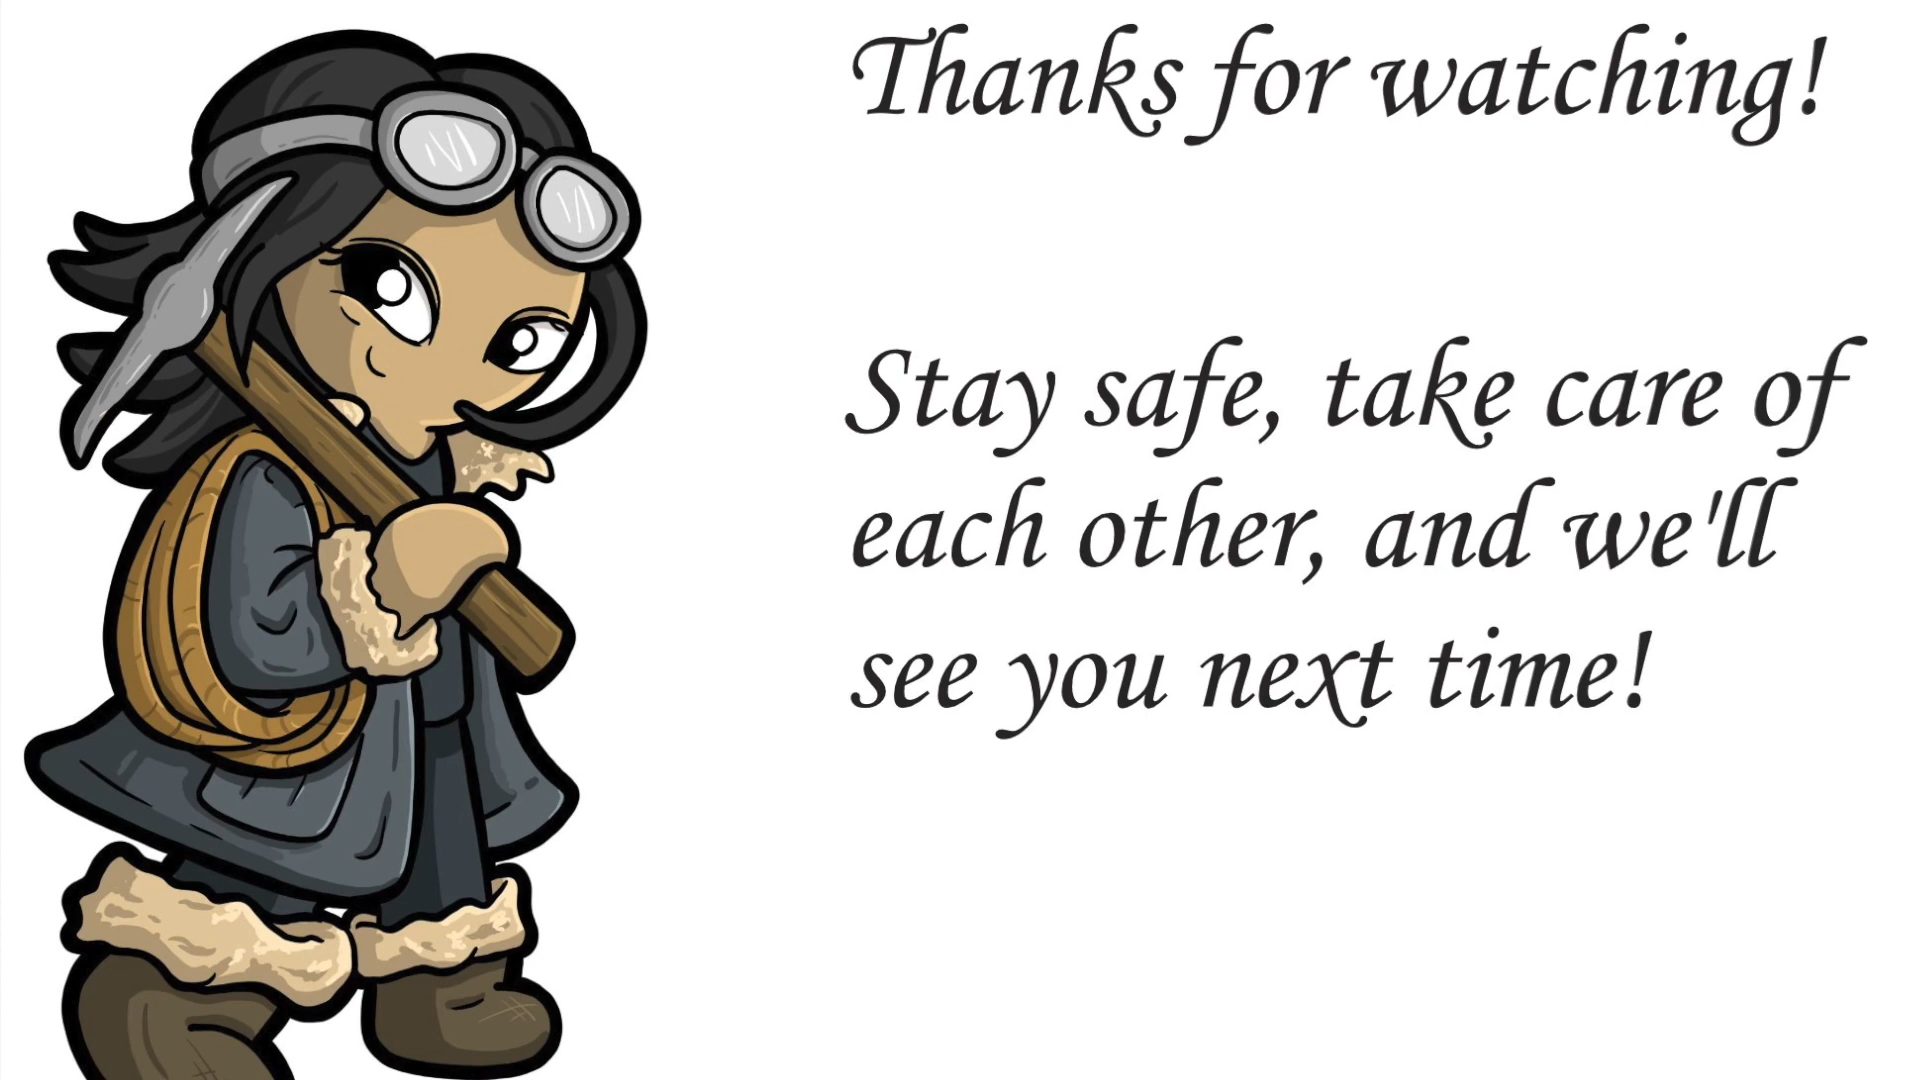 Thanks for watching!
Stay safe, take care of
each other, and we'll
see you next time!